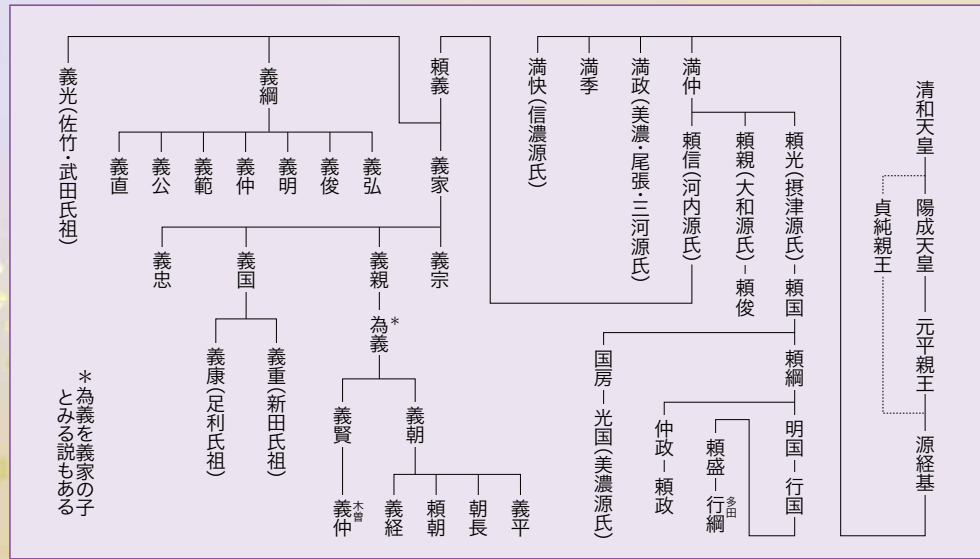 清和天皇
陽成天皇
元平親王
貞純親王
源経基
満仲
満政(美濃・尾張・三河源氏)
満季
満快(信濃源氏)
頼光(摂津源氏)
頼国
頼親(大和源氏)
頼俊
頼信(河内源氏)
頼綱
国房
光国(美濃源氏)
明国
行国
仲政
頼政
頼盛
多田
行綱
頼義
義家
義綱
義光(佐竹・武田氏祖)
義弘
義俊
義明
義仲
義範
義公
義直
義宗
義親
義国
義忠
為義*
義重(新田氏祖)
義康(足利氏祖)
義朝
義賢
義平
朝長
頼朝
義経
木曽
義仲
*為義を義家の子
とみる説もある